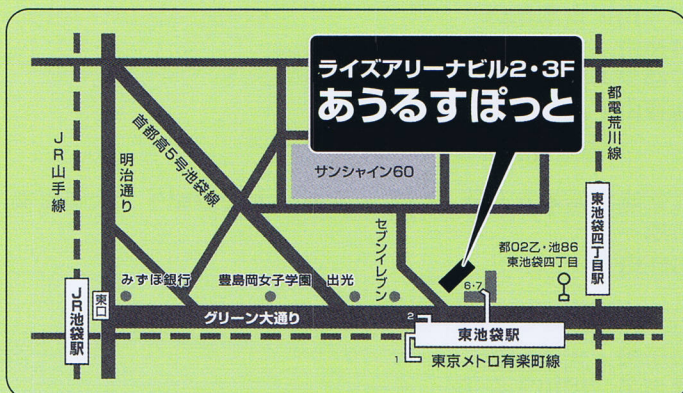 ライズアリーナビル2・3F
あうるすぽっと
都電荒川線
JR山手線
明治通り
首都高5号池袋線
サンシャイン60
東池袋四丁目駅
セブンイレブン
都02乙・池86
東池袋四丁目
みずほ銀行
豊島岡女子学園
出光
6・7
JR池袋駅
東口
グリーン大通り
2
東池袋駅
1
東京メトロ有楽町線